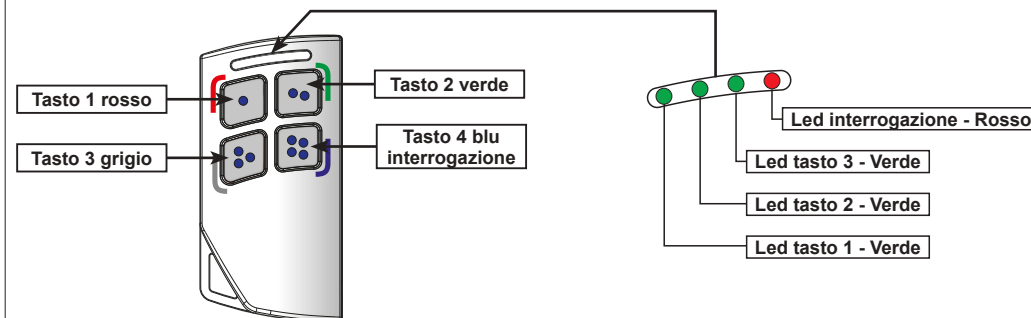 Tasto 1 rosso
Tasto 2 verde
Tasto 3 grigio
Tasto 4 blu
interrogazione
Led interrogazione - Rosso
Led tasto 3 - Verde
Led tasto 2 - Verde
Led tasto 1 - Verde